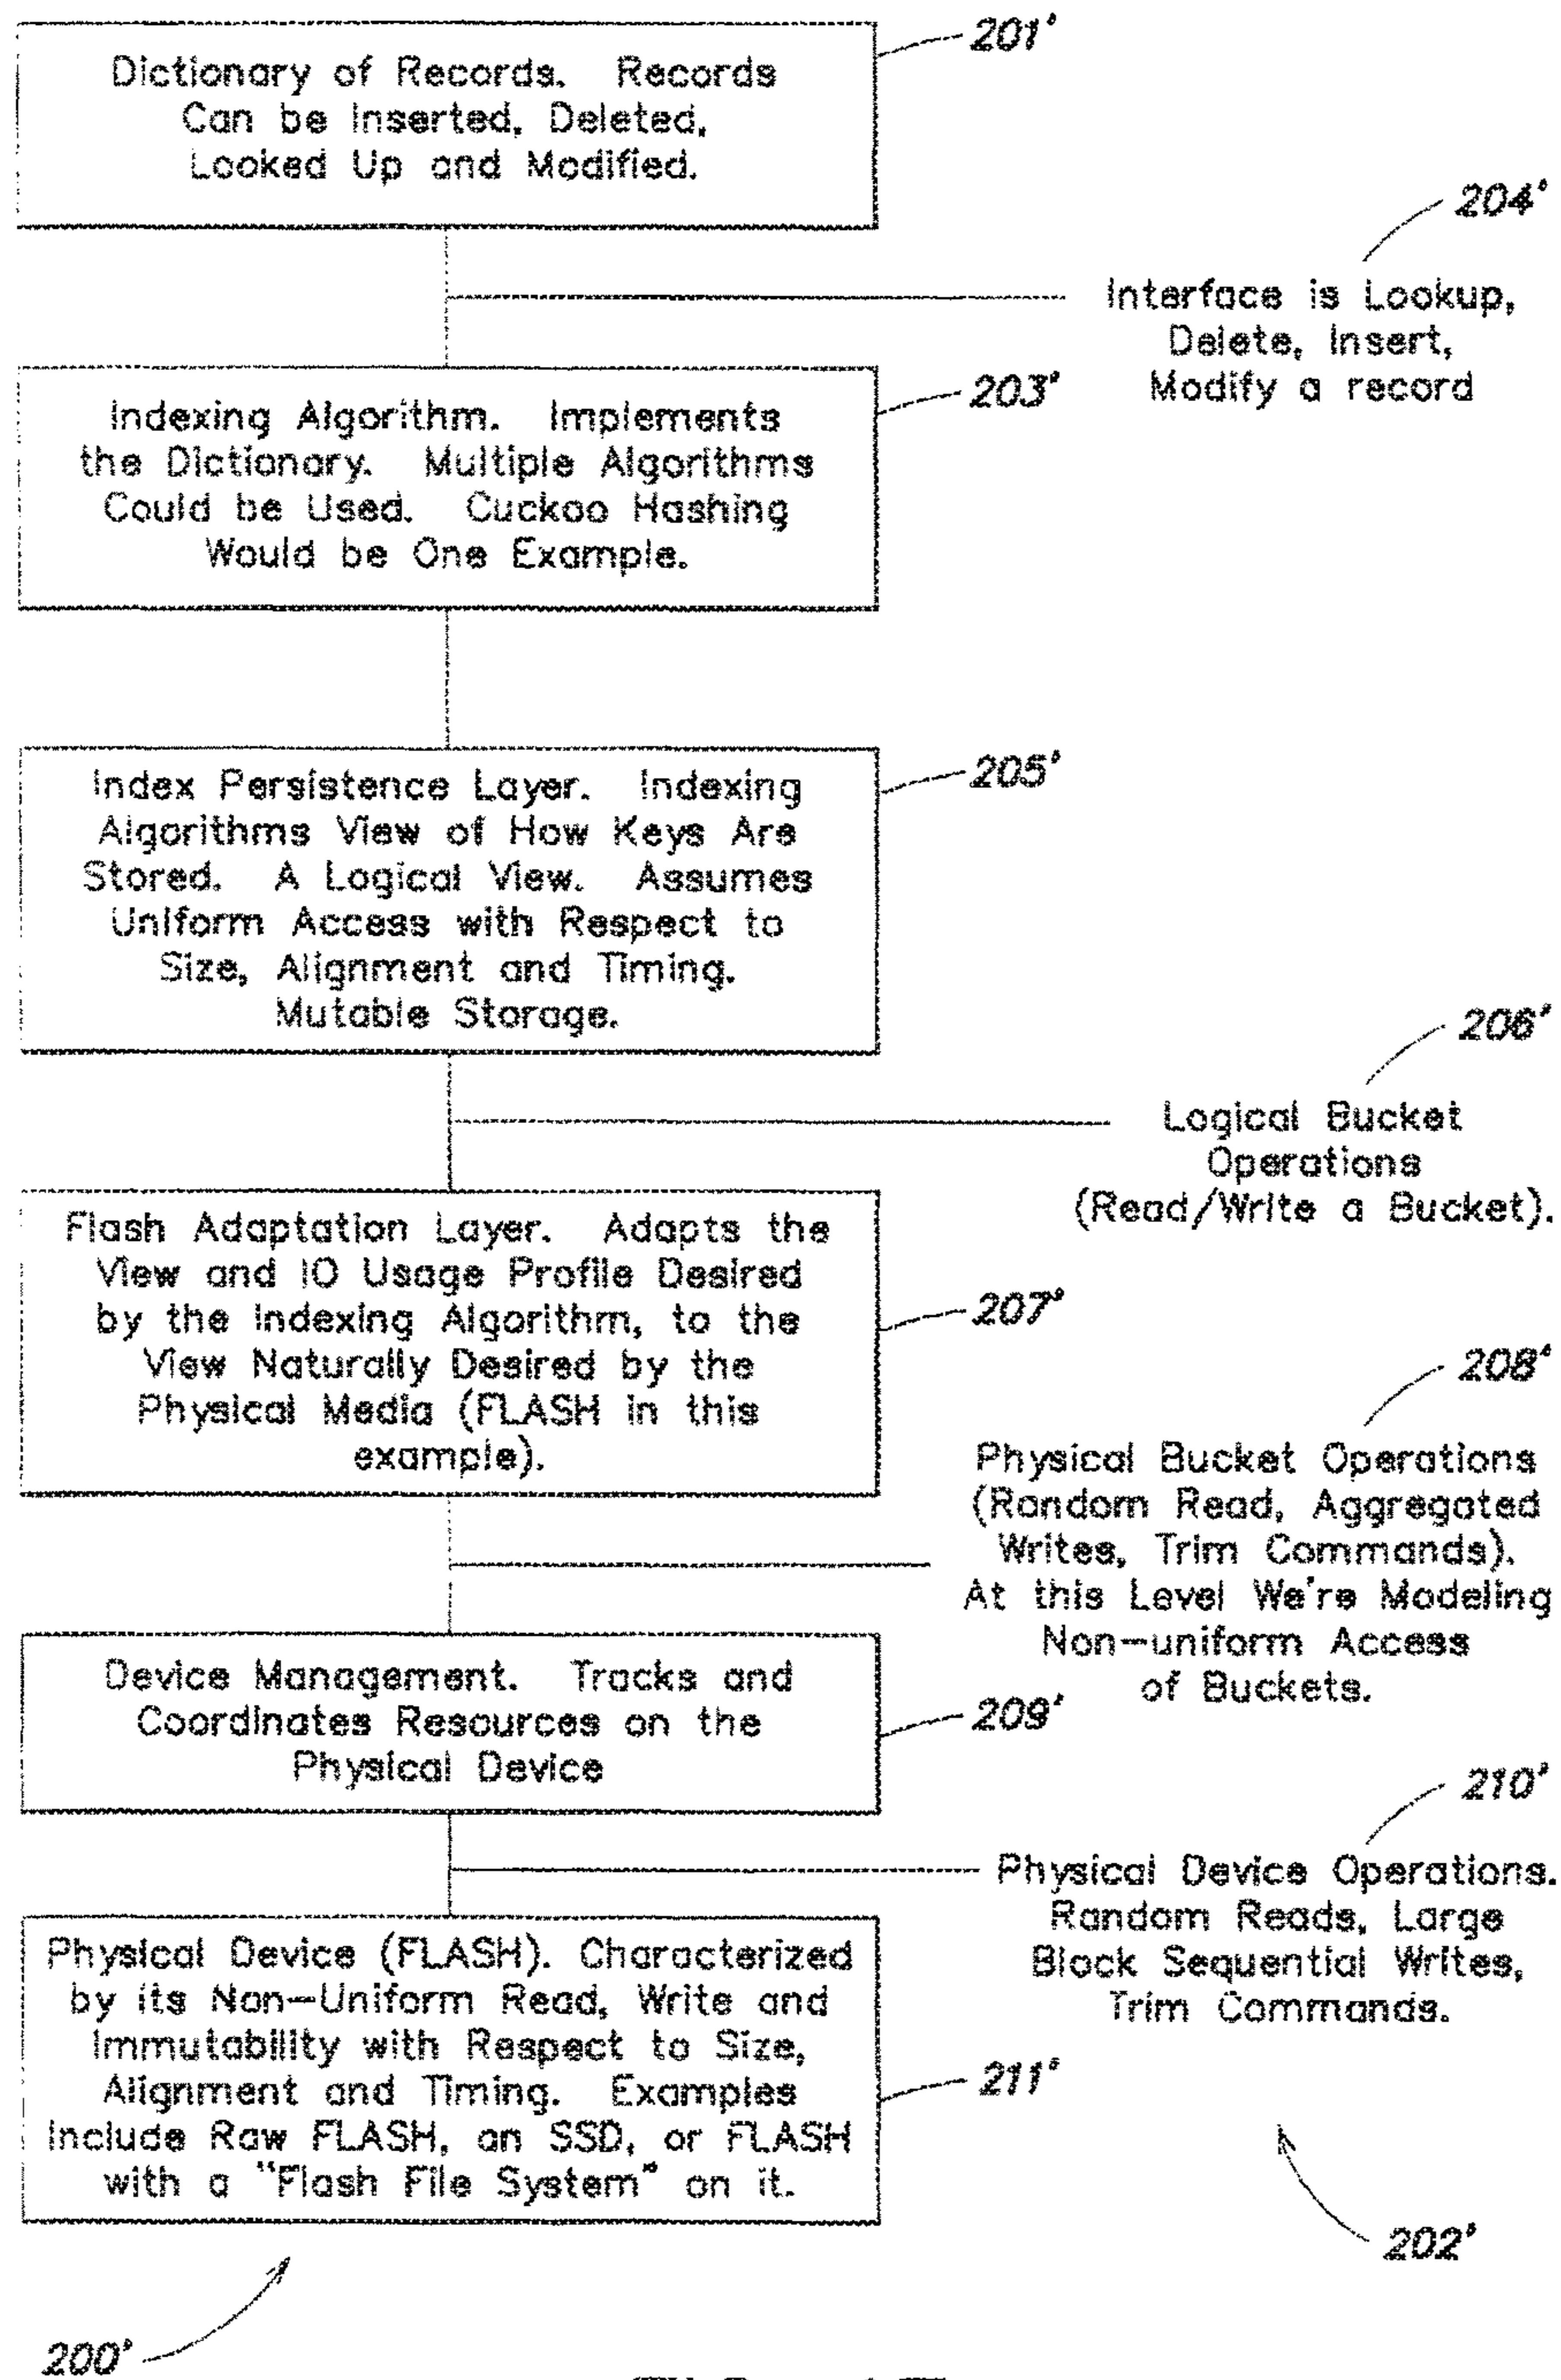 201'
Dictionary of Records. Records
Can be Inserted, Deleted,
Looked Up and Modified.
204'
Interface is Lookup,
Delete, Insert,
Modify a record
203'
Indexing Algorithm. Implements
the Dictionary. Multiple Algorithms
Could be Used. Cuckoo Hashing
Would be One Example.
205'
Index Persistence Layer. Indexing
Algorithms View of How Keys Are
Stored. A Logical View. Assumes
Uniform Access with Respect to
Size, Alignment and Timing.
Mutable Storage.
206'
Logical Bucket
Operations
(Read/Write a Bucket).
Flash Adaptation Layer. Adapts the
View and IO Usage Profile Desired
by the Indexing Algorithm, to the
View Naturally Desired by the
Physical Media (FLASH in this
example).
207'
208'
Physical Bucket Operations
(Random Read, Aggregated
Writes, Trim Commands).
At this Level We're Modeling
Non-uniform Access
of Buckets.
Device Management. Tracks and
Coordinates Resources on the
Physical Device
209'
210'
Physical Device Operations.
Random Reads, Large
Block Sequential Writes,
Trim Commands.
Physical Device (FLASH). Characterized
by its Non-Uniform Read, Write and
Immutability with Respect to Size,
Alignment and Timing. Examples
Include Raw FLASH, an SSD, or FLASH
with a "Flash File System" on it.
211'
202'
200'